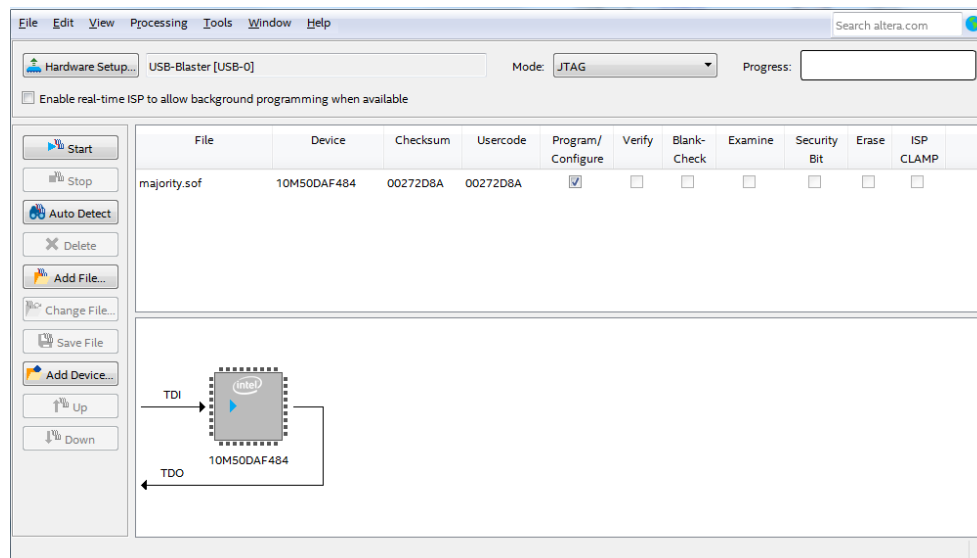 File Edit View Processing Tools Window Help
Search altera.com
Hardware Setup... USB-Blaster [USB-0] Mode: JTAG Progress:
Enable real-time ISP to allow background programming when available
Start
Stop
Auto Detect
Delete
Add File...
Change File...
Save File
Add Device...
Up
Down
File Device Checksum Usercode Program/ Configure Verify Blank- Check Examine Security Bit Erase ISP CLAMP
majority.sof 10M50DAF484 00272D8A 00272D8A
intel
TDI
10M50DAF484
TDO